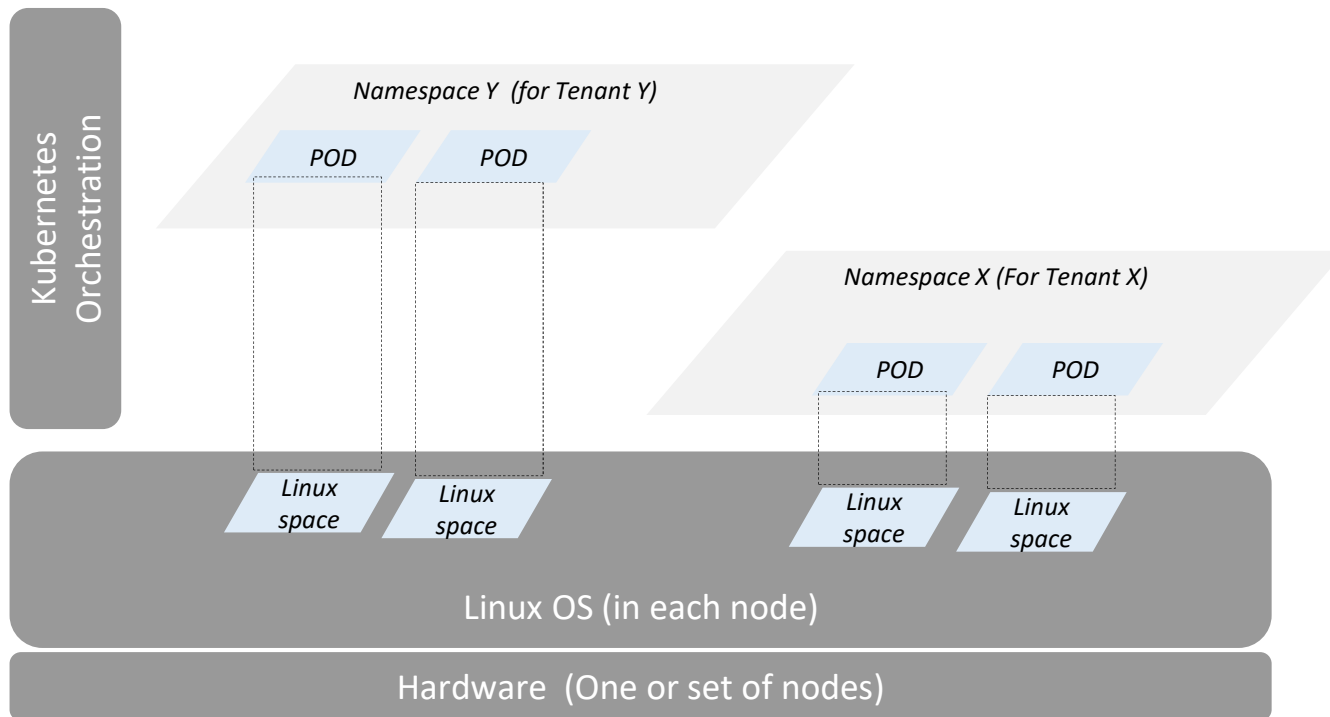 Kubernetes
Orchestration
Namespace Y  (for Tenant Y)
POD
POD
Namespace X (For Tenant X)
POD
POD
Linux
space
Linux
space
Linux
space
Linux
space
Linux OS (in each node)
Hardware  (One or set of nodes)